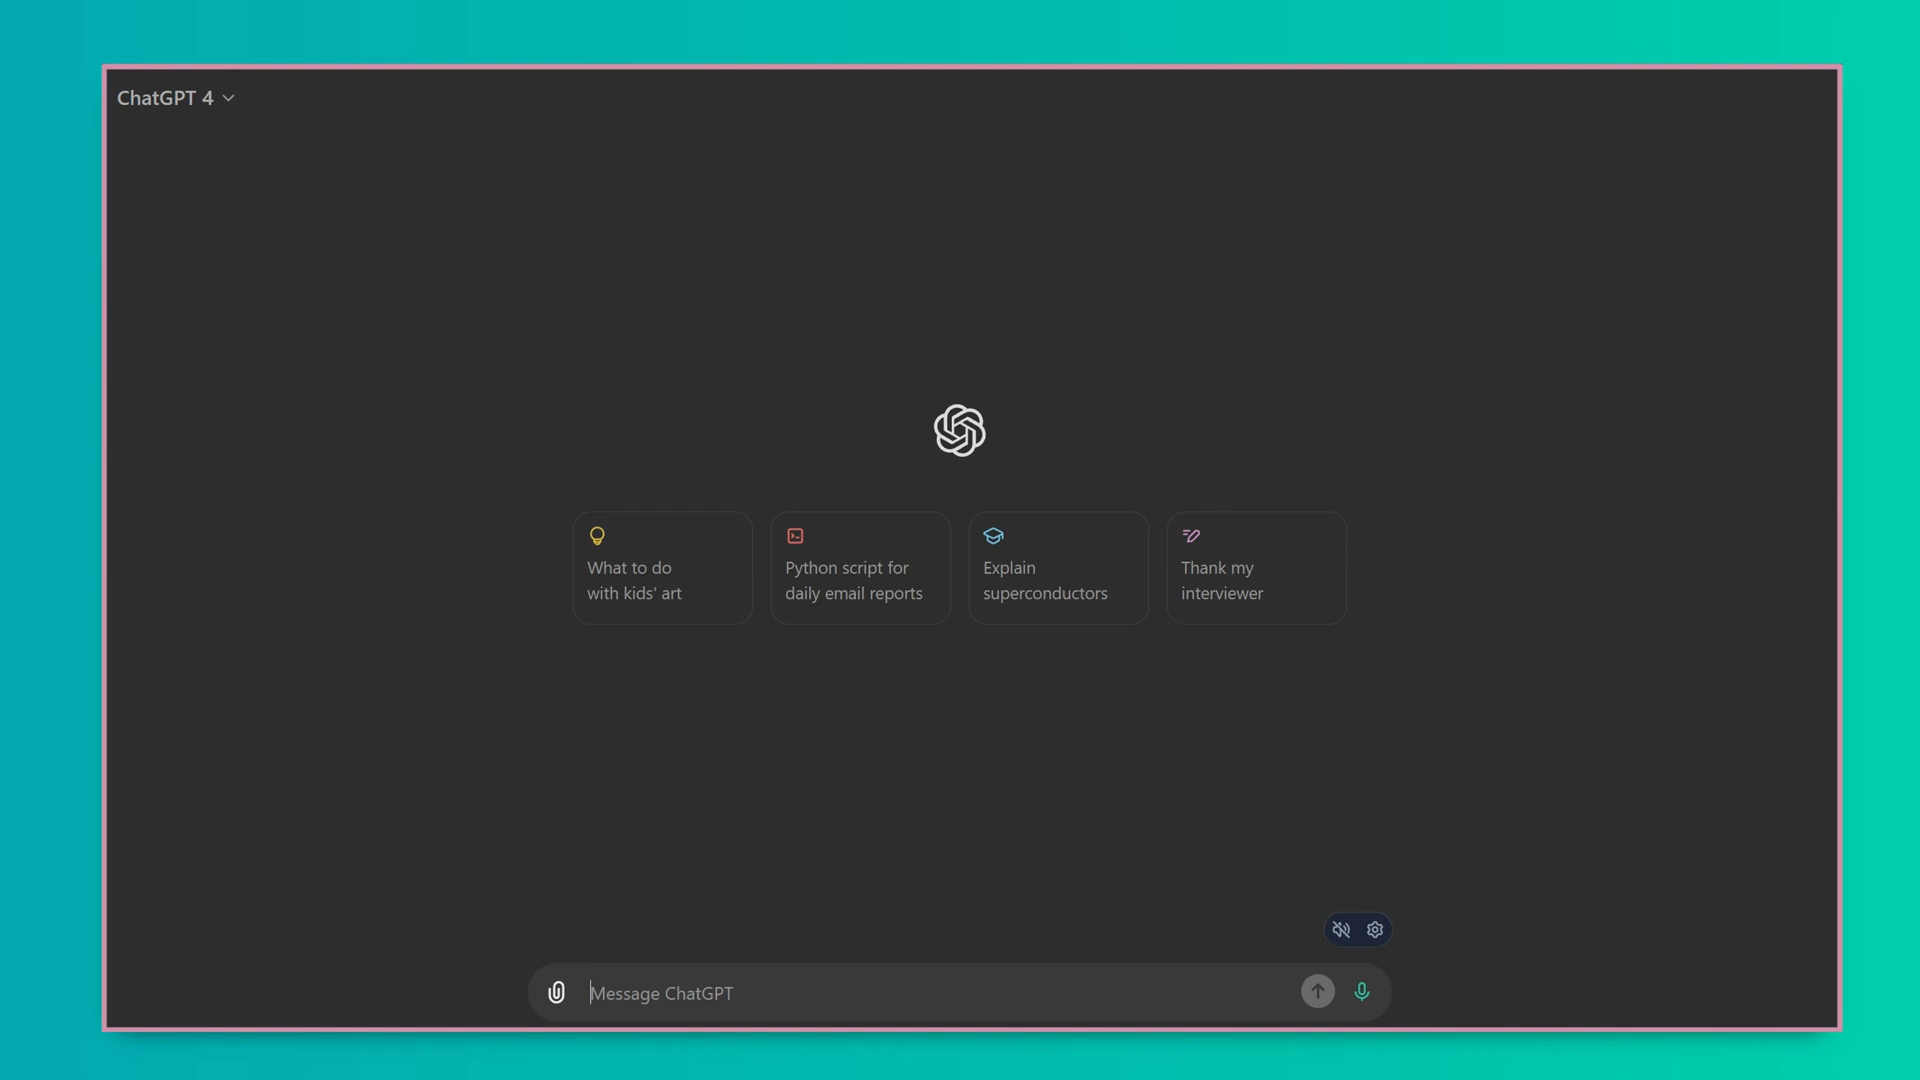 ChatGPT 4
What to do
with kids' art
Python script for
daily email reports
Explain
superconductors
Thank my
interviewer
Message ChatGPT